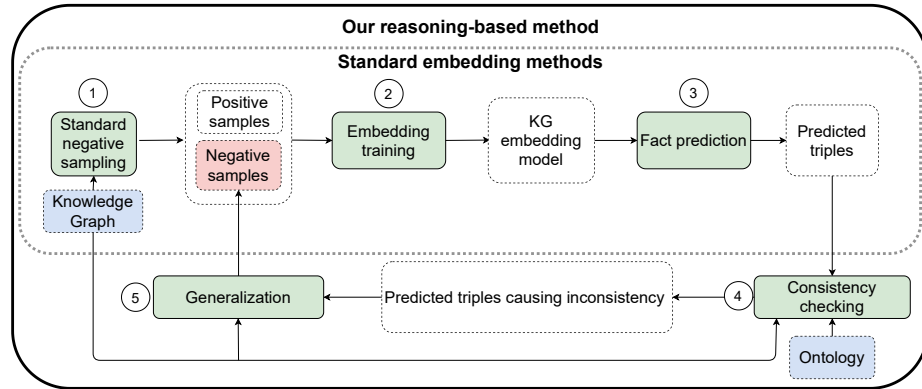 Our reasoning-based method
Standard embedding methods
1
2
3
Standard
negative
sampling
Positive
samples
Negative
samples
Embedding
training
KG
embedding
model
Fact prediction
Predicted
triples
Knowledge
Graph
5
Generalization
Predicted triples causing inconsistency
4
Consistency
checking
Ontology